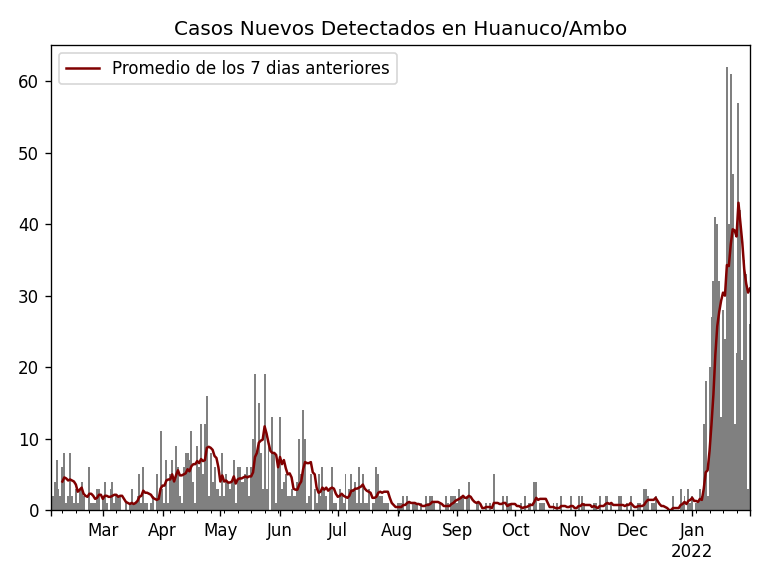 Casos Nuevos Detectados en Huanuco/Ambo
Promedio de los 7 dias anteriores
60
50
40
30
20
10
0
Mar Apr May Jun Jul Aug Sep Oct Nov Dec Jan
2022